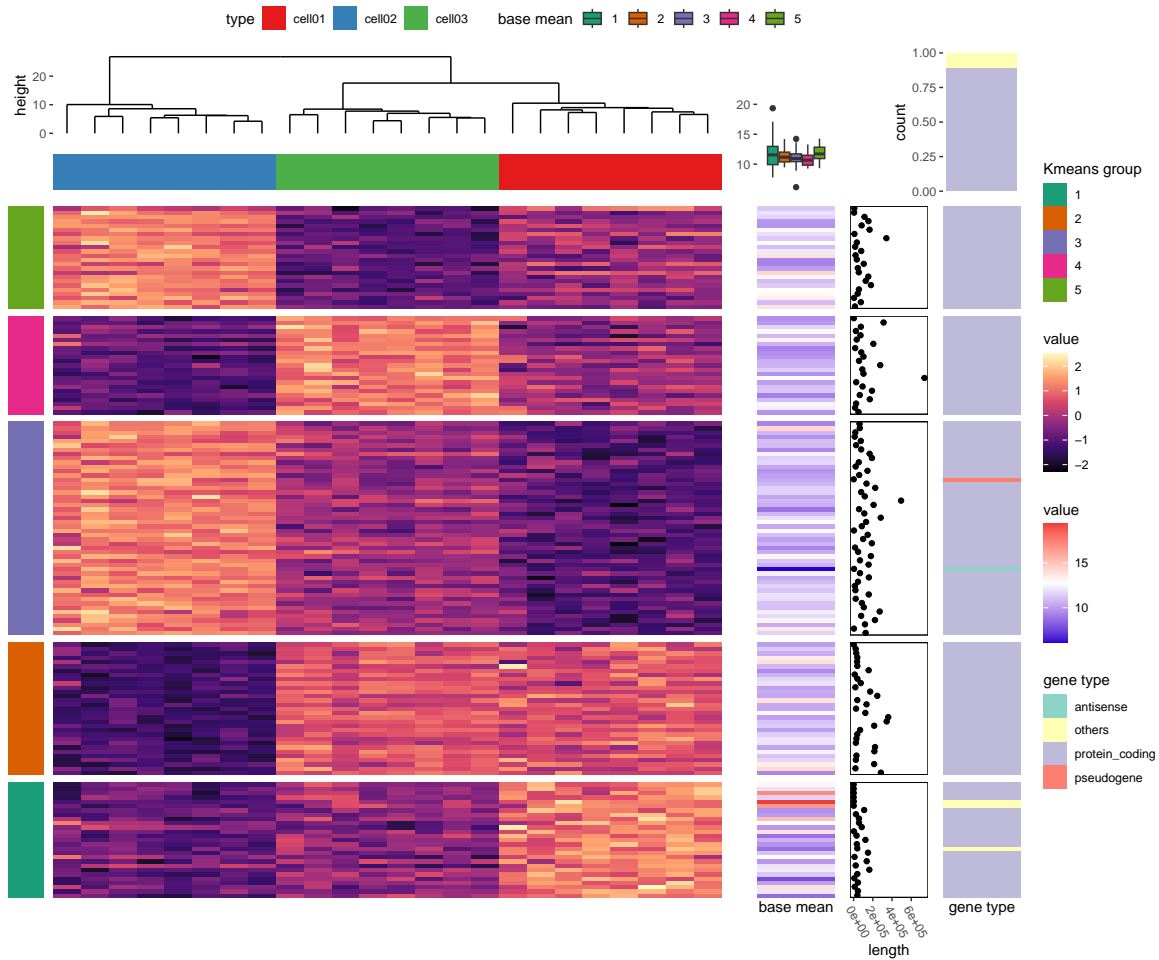 type cell01 cell02 cell03 base mean 1 2 3 4 5
height
20
10
0
20
15
10
count
1.00
0.75
0.50
0.25
0.00
Kmeans group
1
2
3
4
5
value
2
1
0
−1
−2
value
15
10
gene type
antisense
others
protein_coding
pseudogene
base mean
0e+00
2e+05
4e+05
6e+05
length
gene type